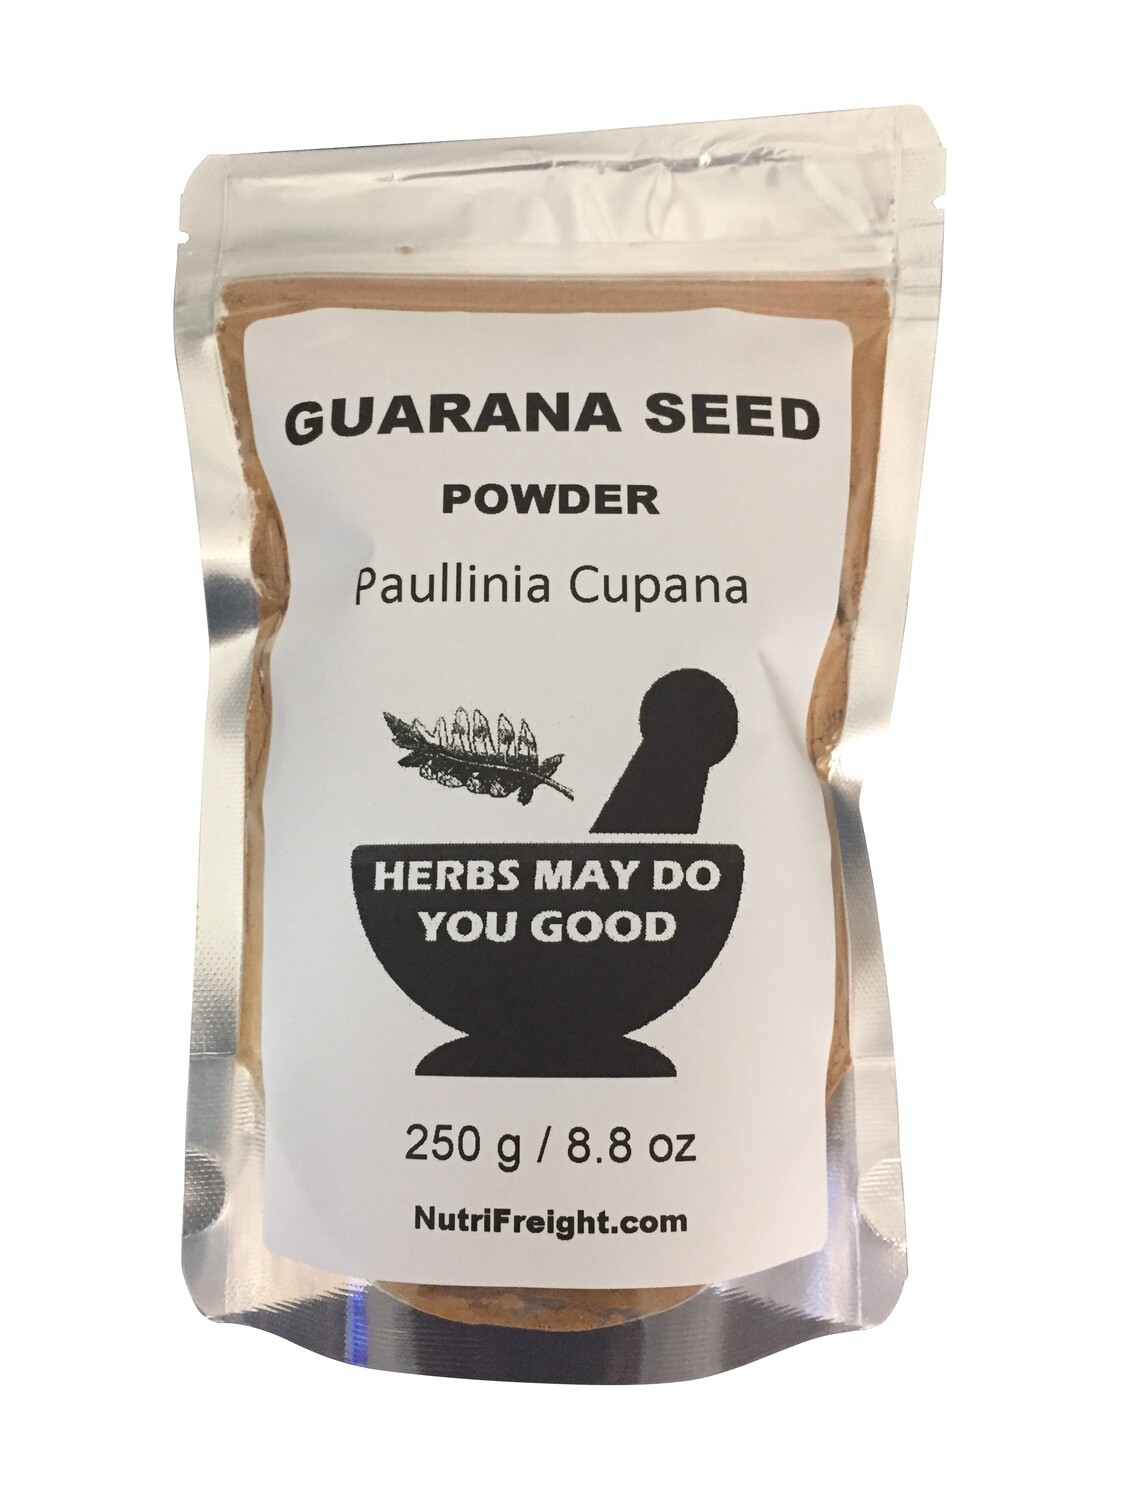 GUARANA SEED
POWDER
Paullinia Cupana
HERBS MAY DO
YOU GOOD
250 g / 8.8 oz
NutriFreight.com